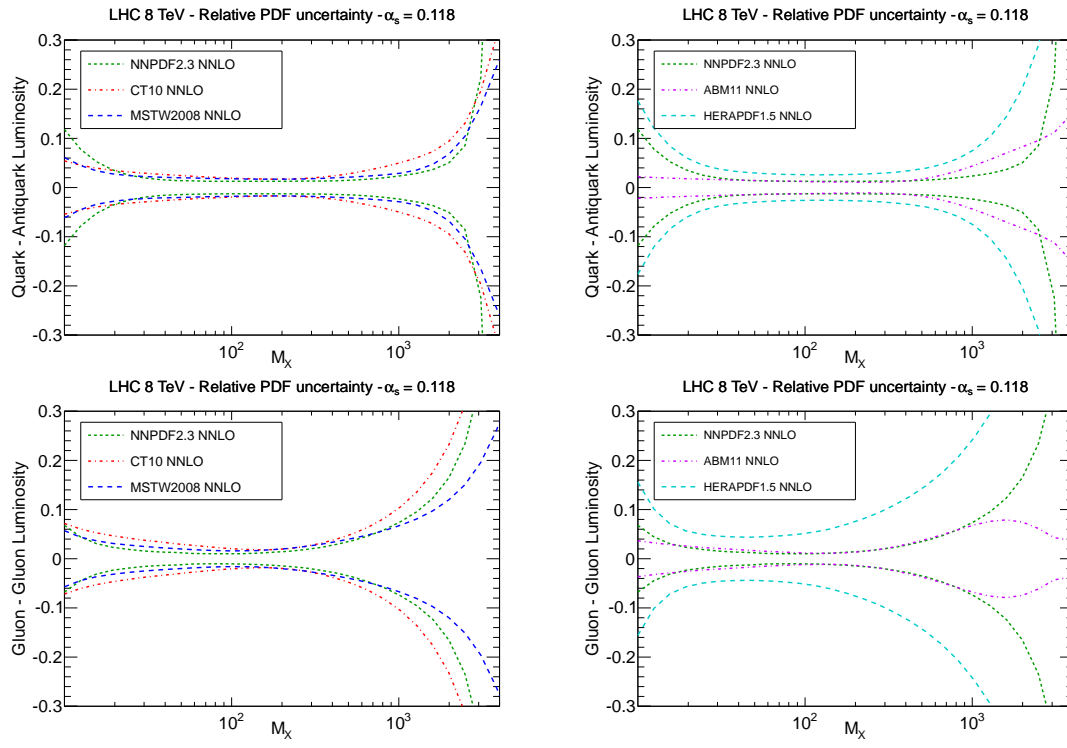 LHC 8 TeV - Relative PDF uncertainty - αs = 0.118
Quark - Antiquark Luminosity
0.3
0.2
0.1
0
-0.1
-0.2
-0.3
NNPDF2.3 NNLO
CT10 NNLO
MSTW2008 NNLO
10²
10³
MX
LHC 8 TeV - Relative PDF uncertainty - αs = 0.118
Quark - Antiquark Luminosity
0.3
0.2
0.1
0
-0.1
-0.2
-0.3
NNPDF2.3 NNLO
ABM11 NNLO
HERAPDF1.5 NNLO
10²
10³
MX
LHC 8 TeV - Relative PDF uncertainty - αs = 0.118
Gluon - Gluon Luminosity
0.3
0.2
0.1
0
-0.1
-0.2
-0.3
NNPDF2.3 NNLO
CT10 NNLO
MSTW2008 NNLO
10²
10³
MX
LHC 8 TeV - Relative PDF uncertainty - αs = 0.118
Gluon - Gluon Luminosity
0.3
0.2
0.1
0
-0.1
-0.2
-0.3
NNPDF2.3 NNLO
ABM11 NNLO
HERAPDF1.5 NNLO
10²
10³
MX